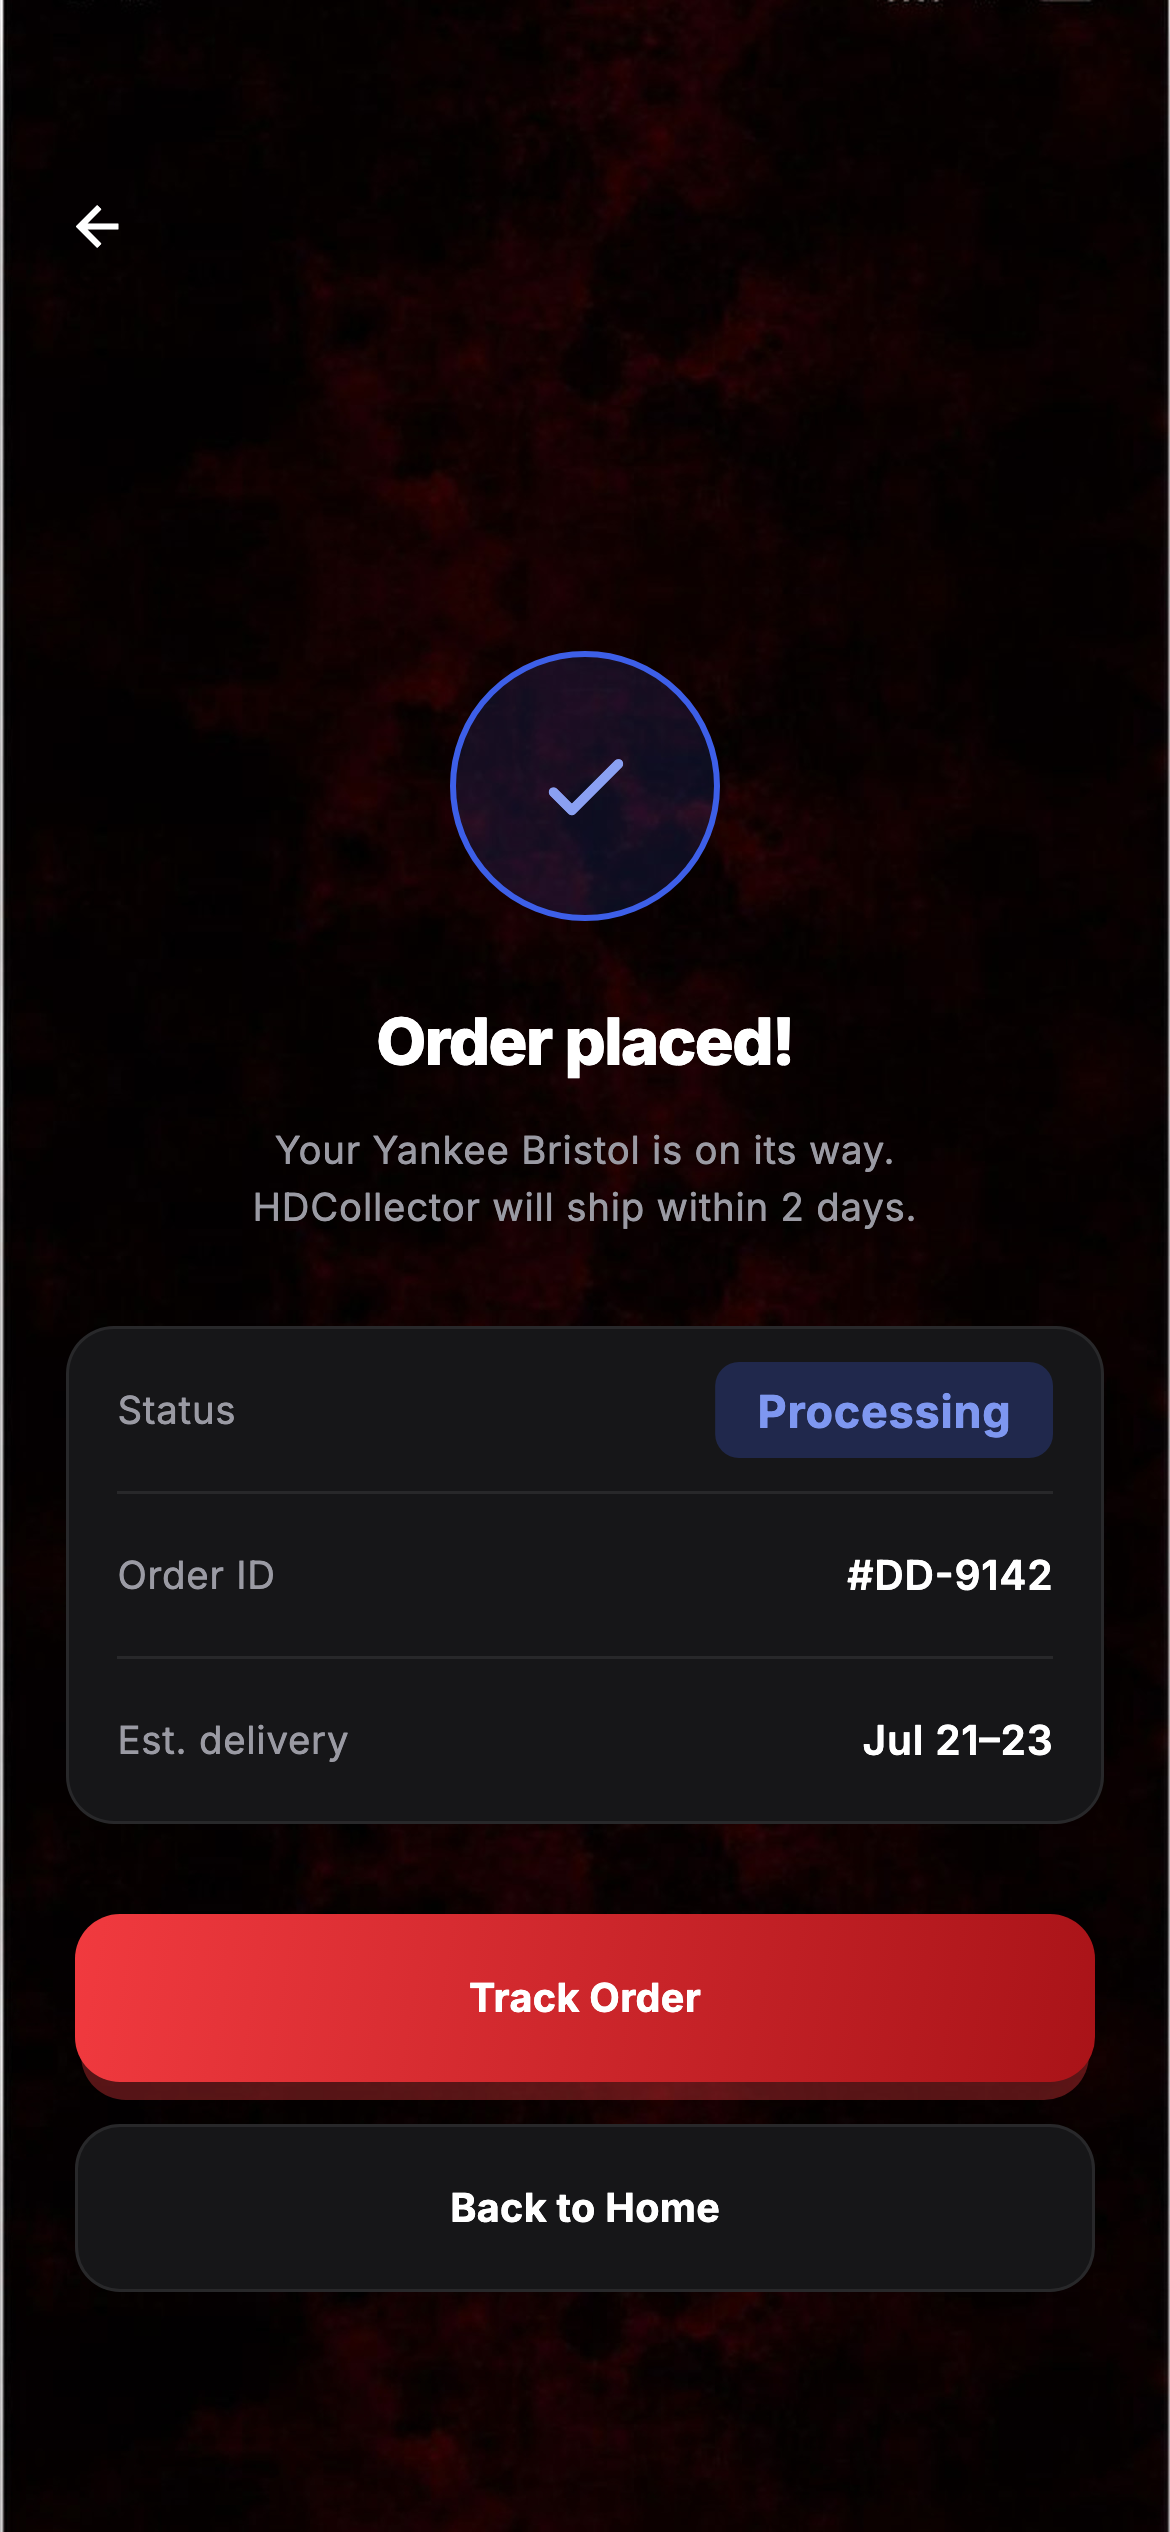 Order placed!
Your Yankee Bristol is on its way.
HDCollector will ship within 2 days.
Status
Processing
Order ID
#DD-9142
Est. delivery
Jul 21–23
Track Order
Back to Home